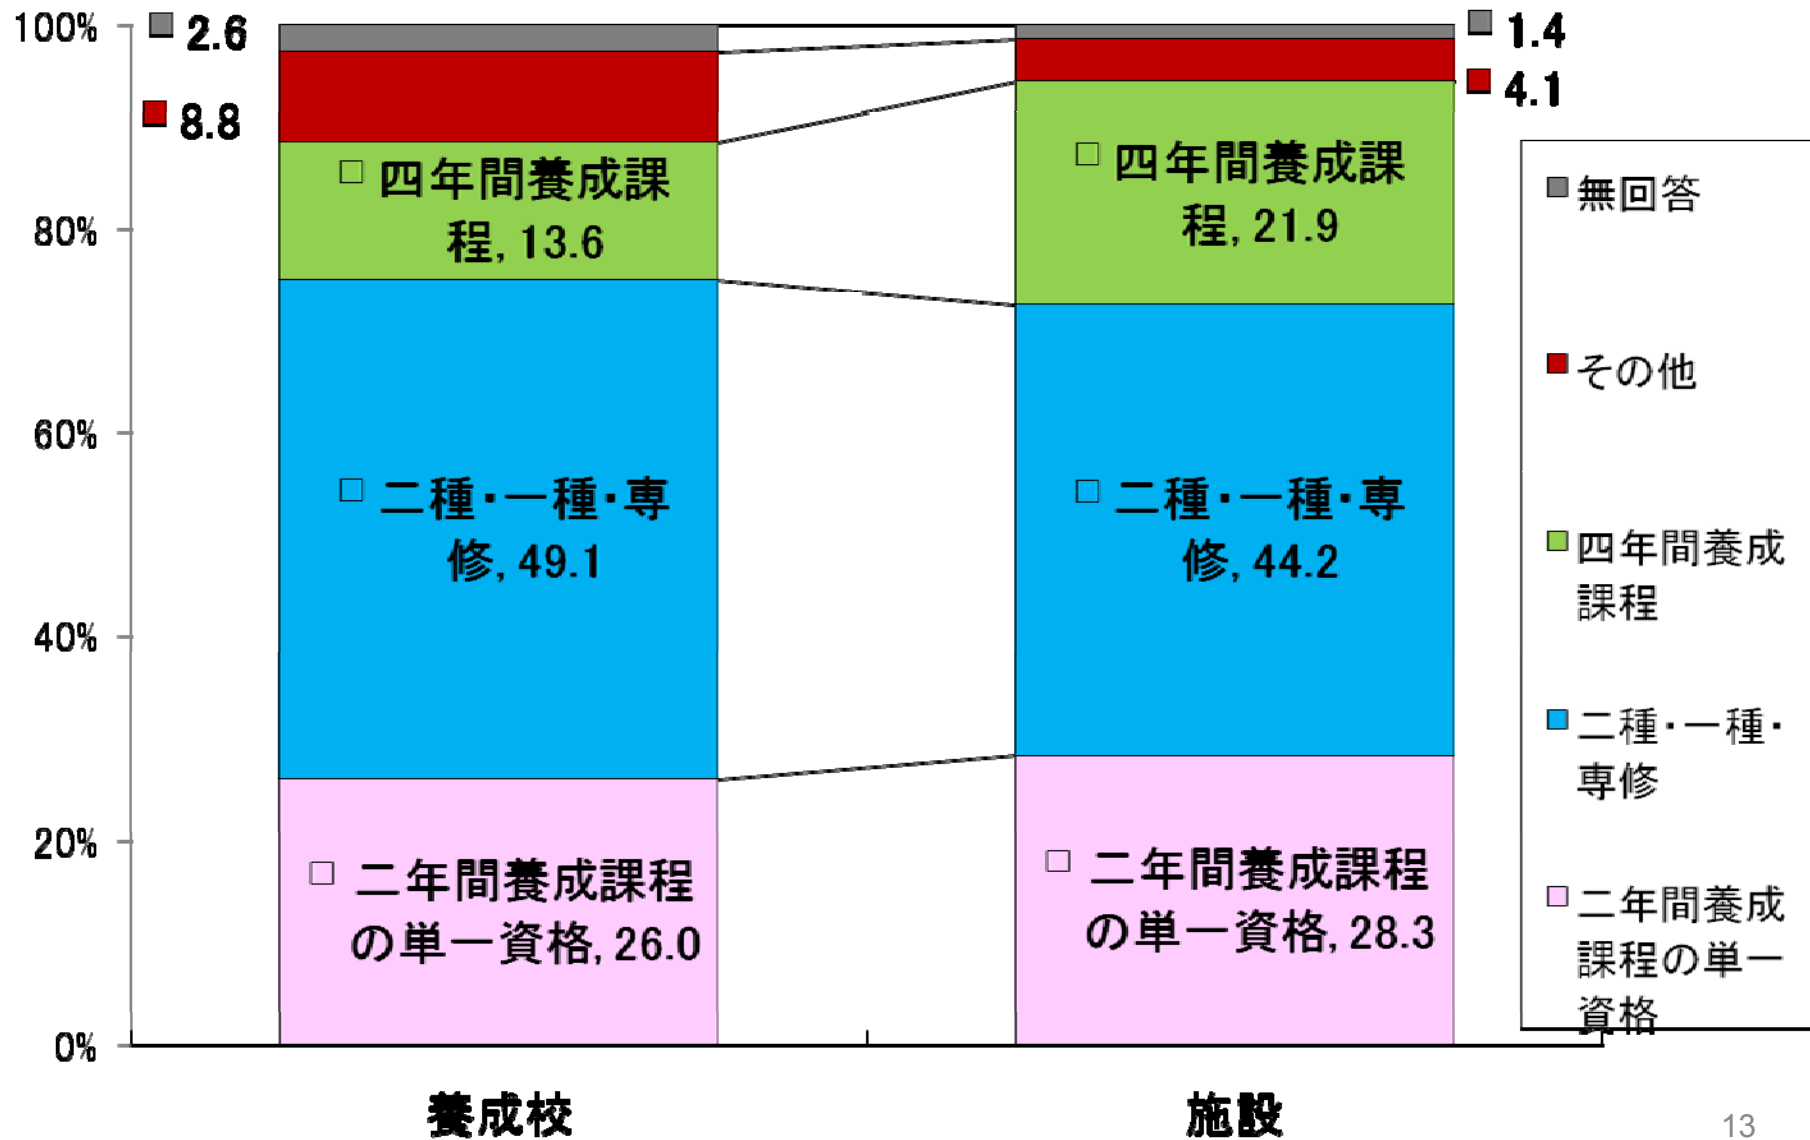 100%
80%
60%
40%
20%
0%
2.6
8.8
四年間養成課
程, 13.6
二種・一種・専
修, 49.1
二年間養成課程
の単一資格, 26.0
養成校
1.4
4.1
四年間養成課
程, 21.9
二種・一種・専
修, 44.2
二年間養成課程
の単一資格, 28.3
施設
無回答
その他
四年間養成
課程
二種・一種・
専修
二年間養成
課程の単一
資格
13